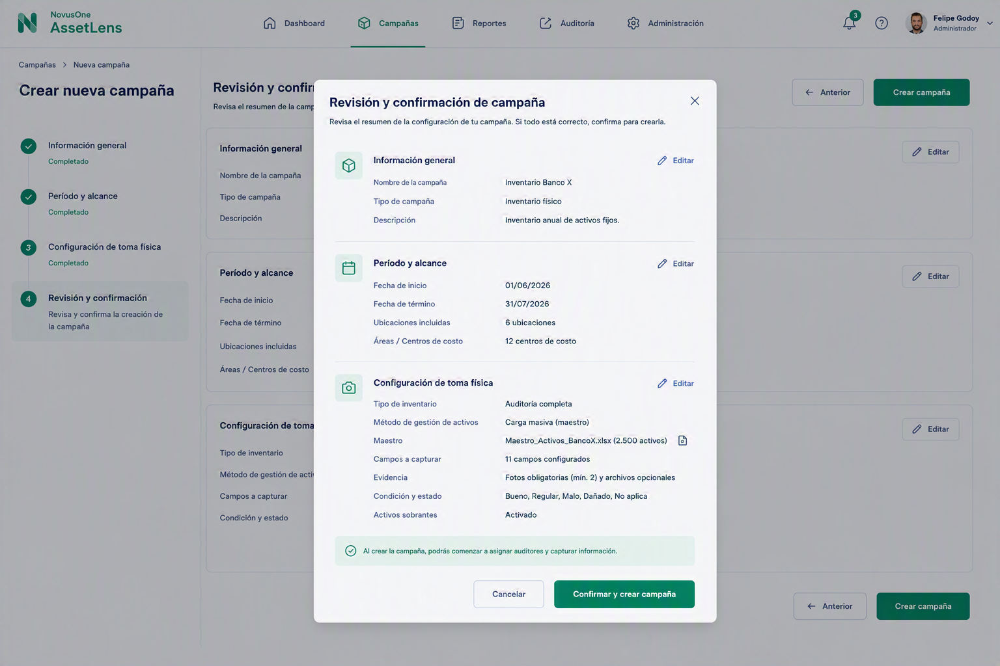 NovusOne
AssetLens
Dashboard
Campañas
Reportes
Auditoría
Administración
3
Felipe Godoy
Administrador
Campañas > Nueva campaña
Crear nueva campaña
Información general
Completado
Período y alcance
Completado
3
Configuración de toma física
Completado
4
Revisión y confirmación
Revisa y confirma la creación de
la campaña
Revisión y confir
Revisa el resumen de la camp
Anterior
Crear campaña
Información general
Editar
Nombre de la campaña
Tipo de campaña
Descripción
Período y alcance
Editar
Fecha de inicio
Fecha de término
Ubicaciones incluidas
Áreas / Centros de costo
Configuración de toma
Editar
Tipo de inventario
Método de gestión de acti
Campos a capturar
Condición y estado
Anterior
Crear campaña
Revisión y confirmación de campaña
Revisa el resumen de la configuración de tu campaña. Si todo está correcto, confirma para crearla.
Información general
Editar
Nombre de la campaña Inventario Banco X
Tipo de campaña Inventario físico
Descripción Inventario anual de activos fijos.
Período y alcance
Editar
Fecha de inicio 01/06/2026
Fecha de término 31/07/2026
Ubicaciones incluidas 6 ubicaciones
Áreas / Centros de costo 12 centros de costo
Configuración de toma física
Editar
Tipo de inventario Auditoría completa
Método de gestión de activos Carga masiva (maestro)
Maestro Maestro_Activos_BancoX.xlsx (2.500 activos)
Campos a capturar 11 campos configurados
Evidencia Fotos obligatorias (mín. 2) y archivos opcionales
Condición y estado Bueno, Regular, Malo, Dañado, No aplica
Activos sobrantes Activado
Al crear la campaña, podrás comenzar a asignar auditores y capturar información.
Cancelar
Confirmar y crear campaña